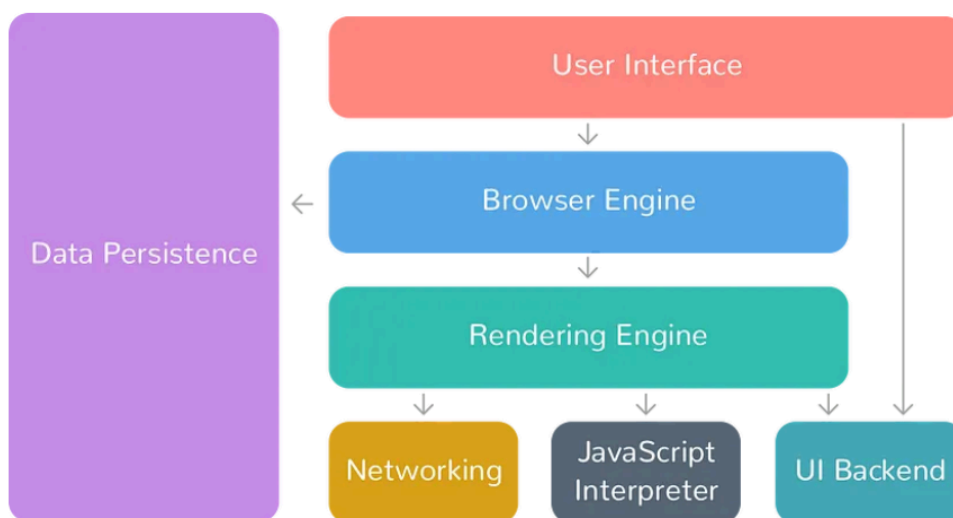 User Interface
Browser Engine
Data Persistence
Rendering Engine
Networking
JavaScript
Interpreter
UI Backend